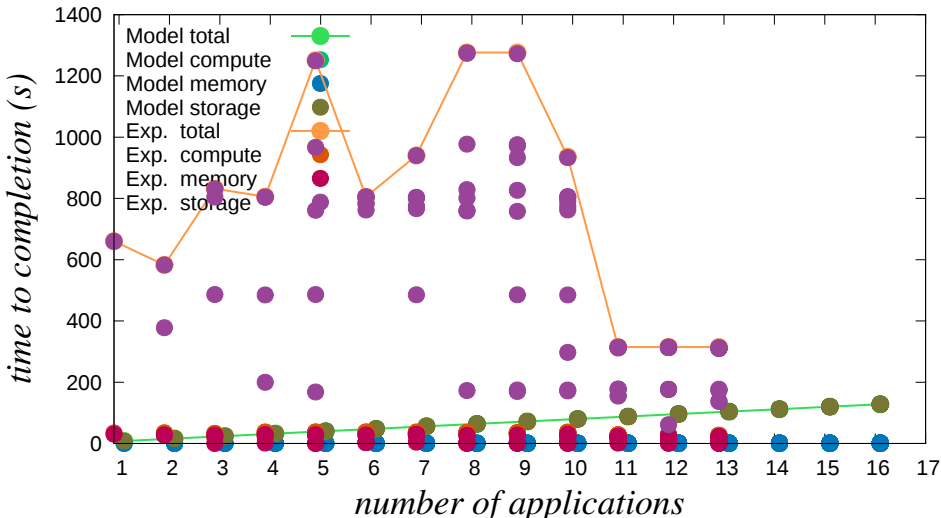 1400
1200
1000
800
600
400
200
0
time to completion (s)
Model total
Model compute
Model memory
Model storage
Exp. total
Exp. compute
Exp. memory
Exp. storage
1 2 3 4 5 6 7 8 9 10 11 12 13 14 15 16 17
number of applications